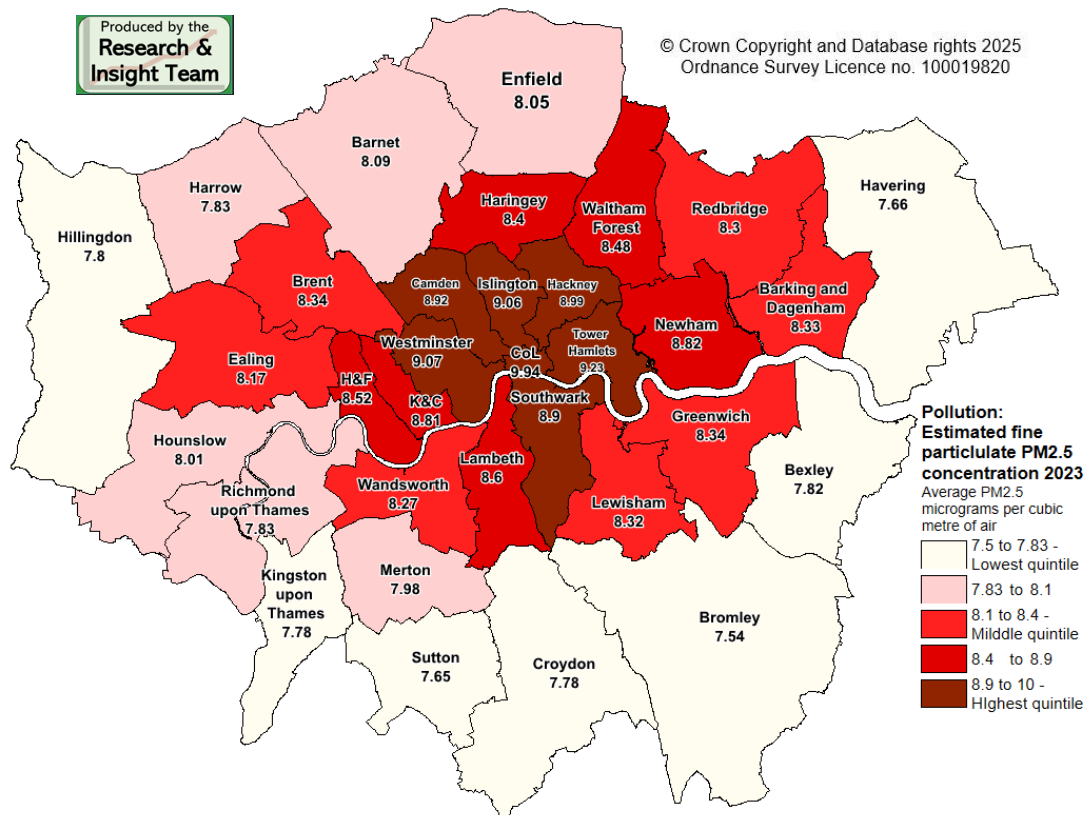 Produced by the
Research &
Insight Team
© Crown Copyright and Database rights 2025
Ordnance Survey Licence no. 100019820
Enfield
8.05
Barnet
8.09
Harrow
7.83
Hillingdon
7.8
Haringey
8.4
Waltham
Forest
8.48
Redbridge
8.3
Havering
7.66
Brent
8.34
Camden
8.92
Islington
9.06
Hackney
8.99
Barking and
Dagenham
8.33
Ealing
8.17
Westminster
9.07
CoL
9.94
Tower
Hamlets
9.23
Newham
8.82
H&F
8.52
K&C
8.81
Southwark
8.9
Greenwich
8.34
Hounslow
8.01
Richmond
upon Thames
7.83
Wandsworth
8.27
Lambeth
8.6
Lewisham
8.32
Bexley
7.82
Kingston
upon
Thames
7.78
Merton
7.98
Sutton
7.65
Croydon
7.78
Bromley
7.54
Pollution:
Estimated fine
particlulate PM2.5
concentration 2023
Average PM2.5
micrograms per cubic
metre of air
7.5 to 7.83 -
Lowest quintile
7.83 to 8.1
8.1 to 8.4 -
Milddle quintile
8.4 to 8.9
8.9 to 10 -
HIghest quintile